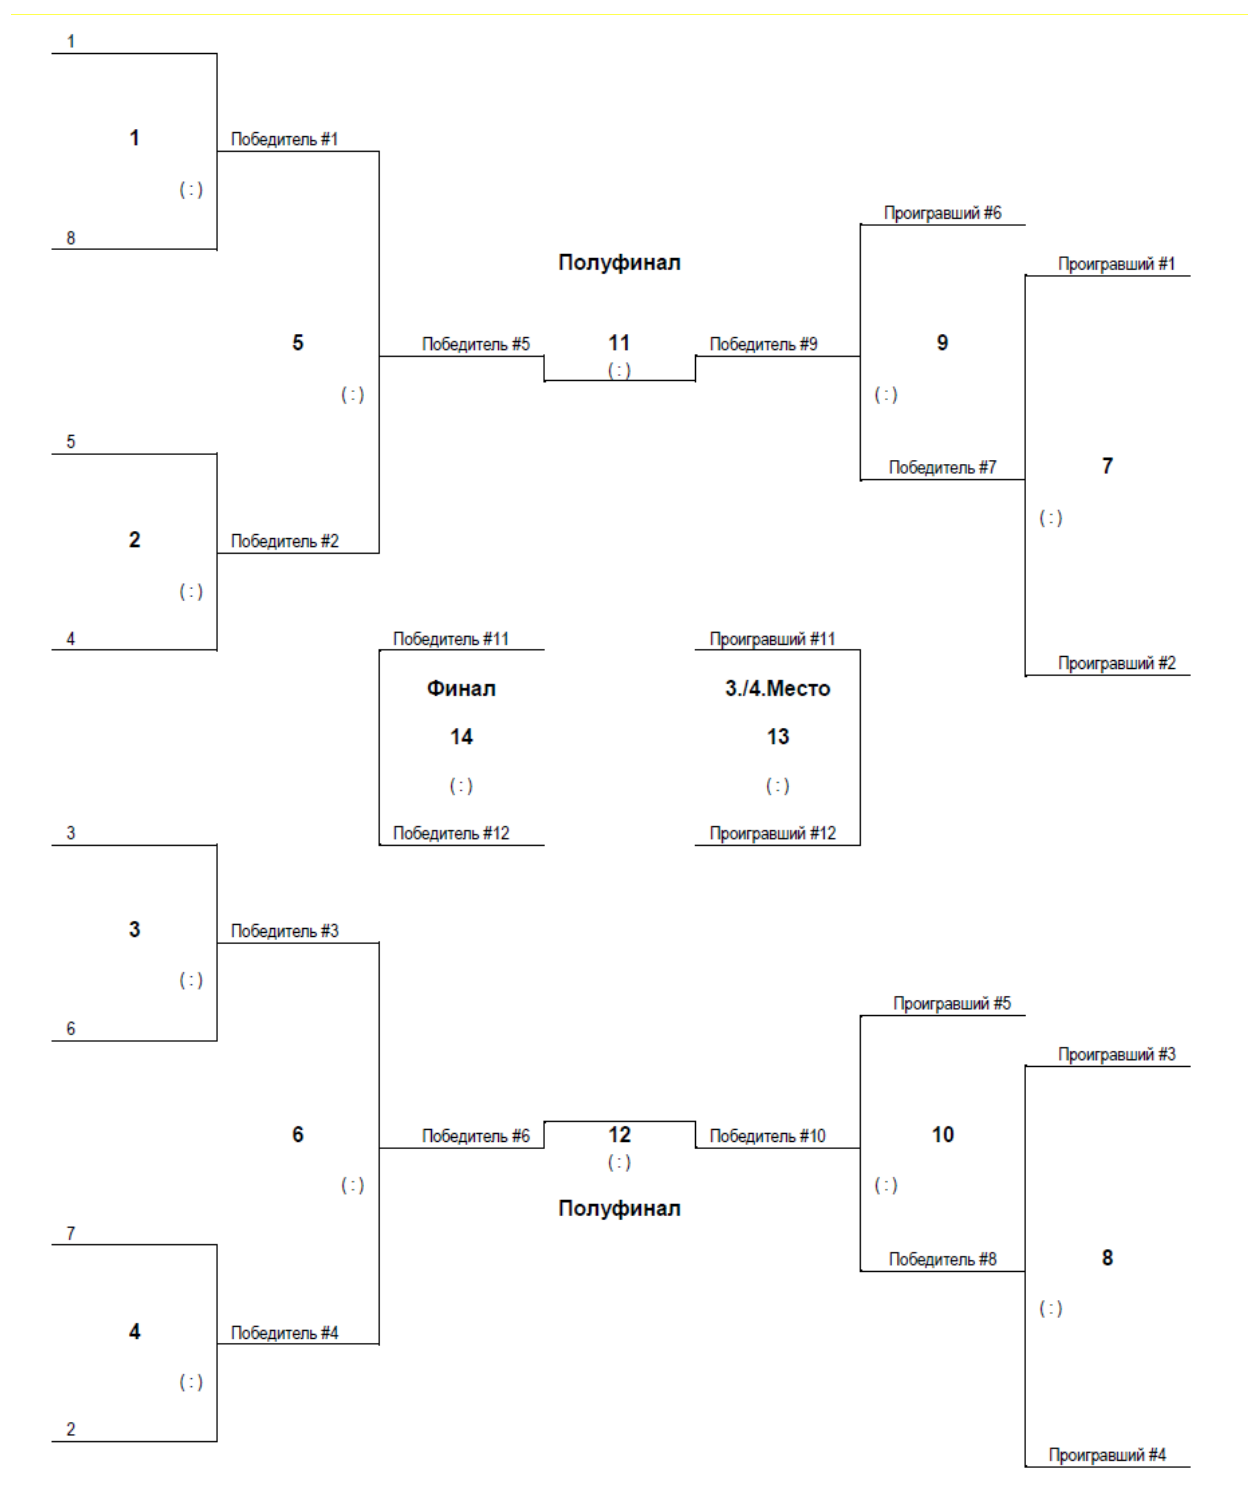 1
1
Победитель #1
( : )
8
Проигравший #6
Полуфинал
Проигравший #1
5
Победитель #5
11
Победитель #9
9
( : )
( : )
( : )
5
Победитель #7
7
( : )
2
Победитель #2
( : )
4
Победитель #11
Проигравший #11
Проигравший #2
Финал
3./4.Место
14
13
( : )
( : )
3
Победитель #12
Проигравший #12
3
Победитель #3
( : )
Проигравший #5
6
Проигравший #3
6
Победитель #6
12
Победитель #10
10
( : )
( : )
( : )
Полуфинал
7
Победитель #8
8
( : )
4
Победитель #4
( : )
2
Проигравший #4